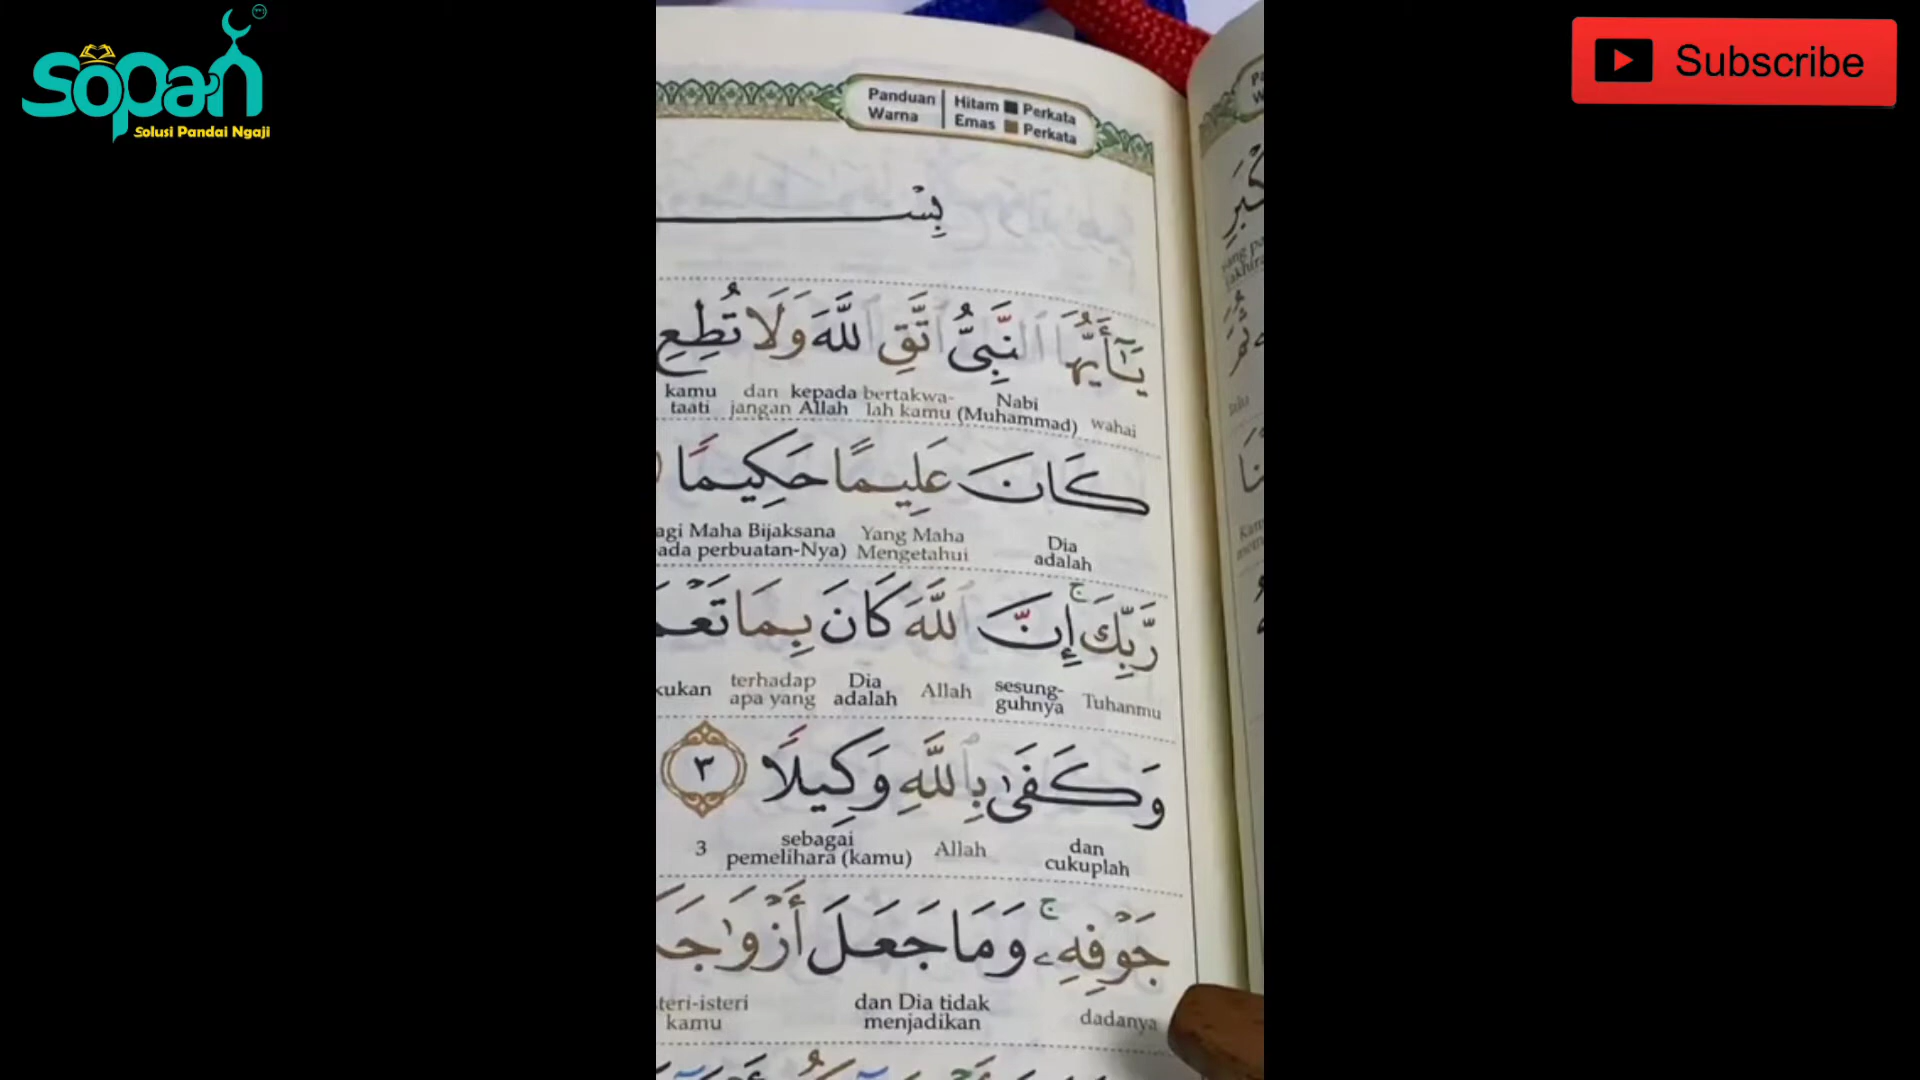 Sopan
Solusi Pandai Ngaji
Subscribe
Panduan Warna
Hitam Perkata
Emas Perkata
بِسْـــــ
يَٰٓأَيُّهَا ٱلنَّبِىُّ ٱتَّقِ ٱللَّهَ وَلَا تُطِعِ
wahai Nabi (Muhammad) bertakwa-lah kamu kepada Allah dan jangan kamu taati
كَانَ عَلِيمًا حَكِيمًا
Dia adalah Yang Maha Mengetahui agi Maha Bijaksana ada perbuatan-Nya)
رَّبِّكَ ۚ إِنَّ ٱللَّهَ كَانَ بِمَا تَعْمَ
Tuhanmu sesung-guhnya Allah Dia adalah terhadap apa yang kukan
وَكَفَىٰ بِٱللَّهِ وَكِيلًا ٣
dan cukuplah Allah sebagai pemelihara (kamu) 3
جَوْفِهِۦ ۚ وَمَا جَعَلَ أَزْوَٰجَكُ
dadanya dan Dia tidak menjadikan teri-isteri kamu